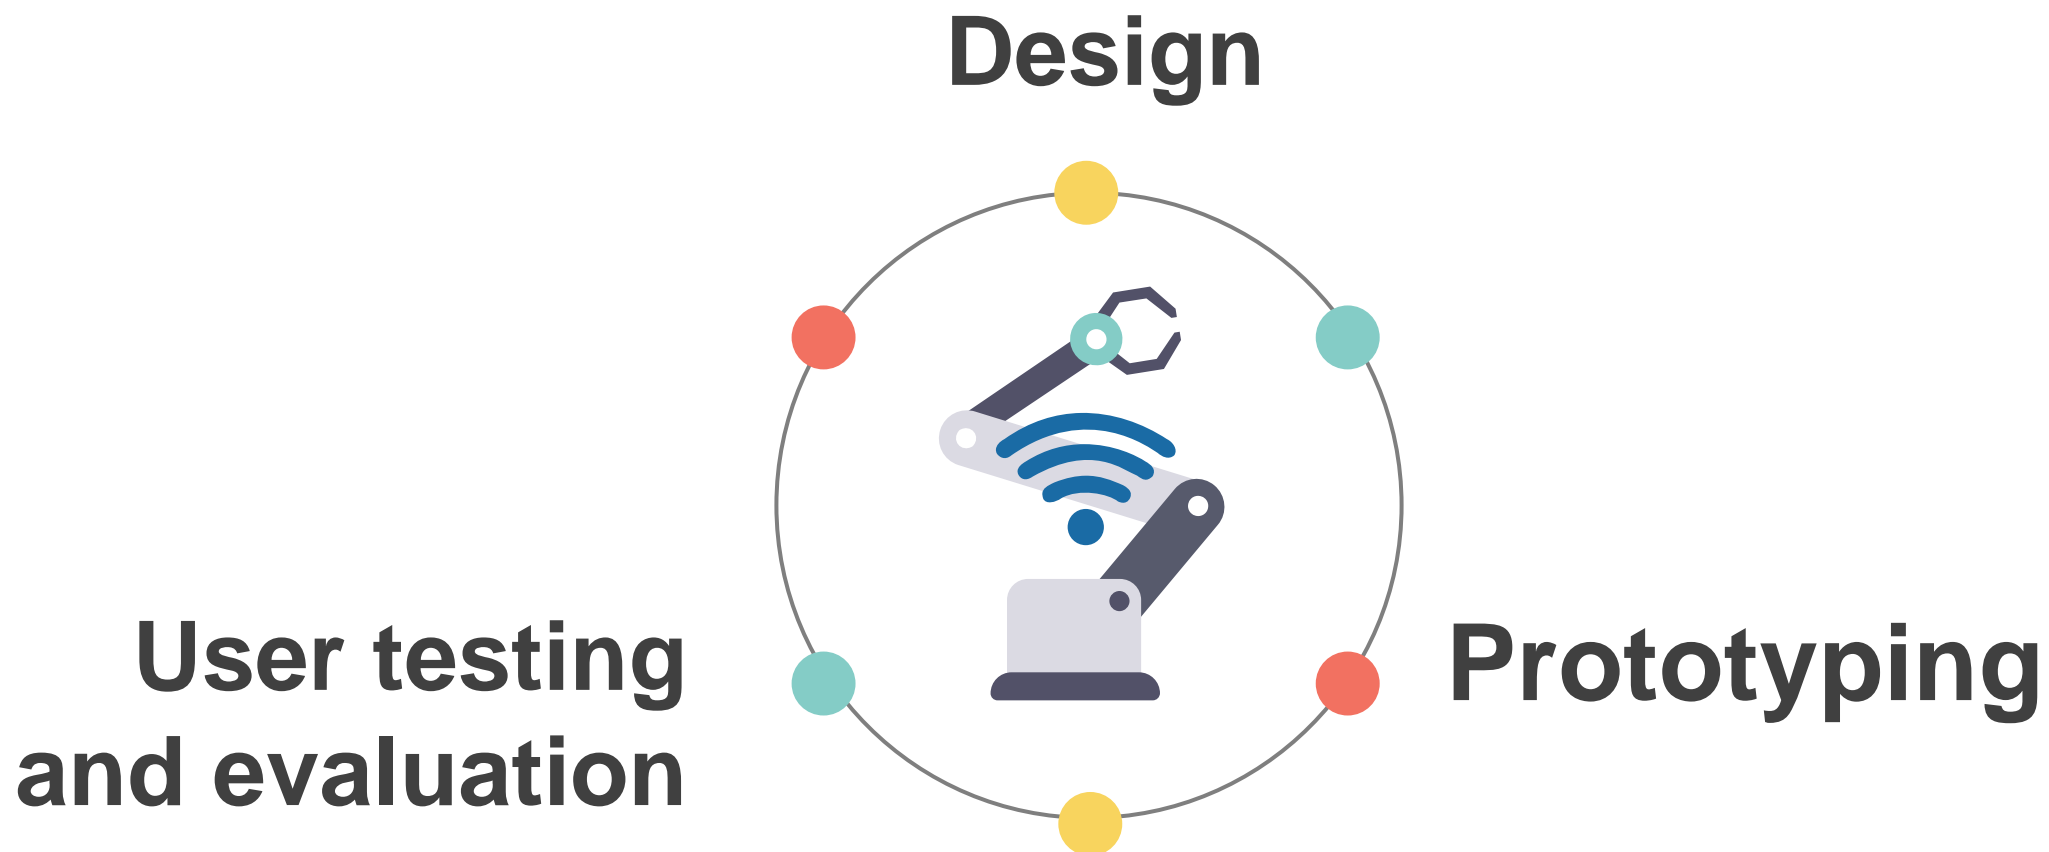 Design
User testing
and evaluation
Prototyping